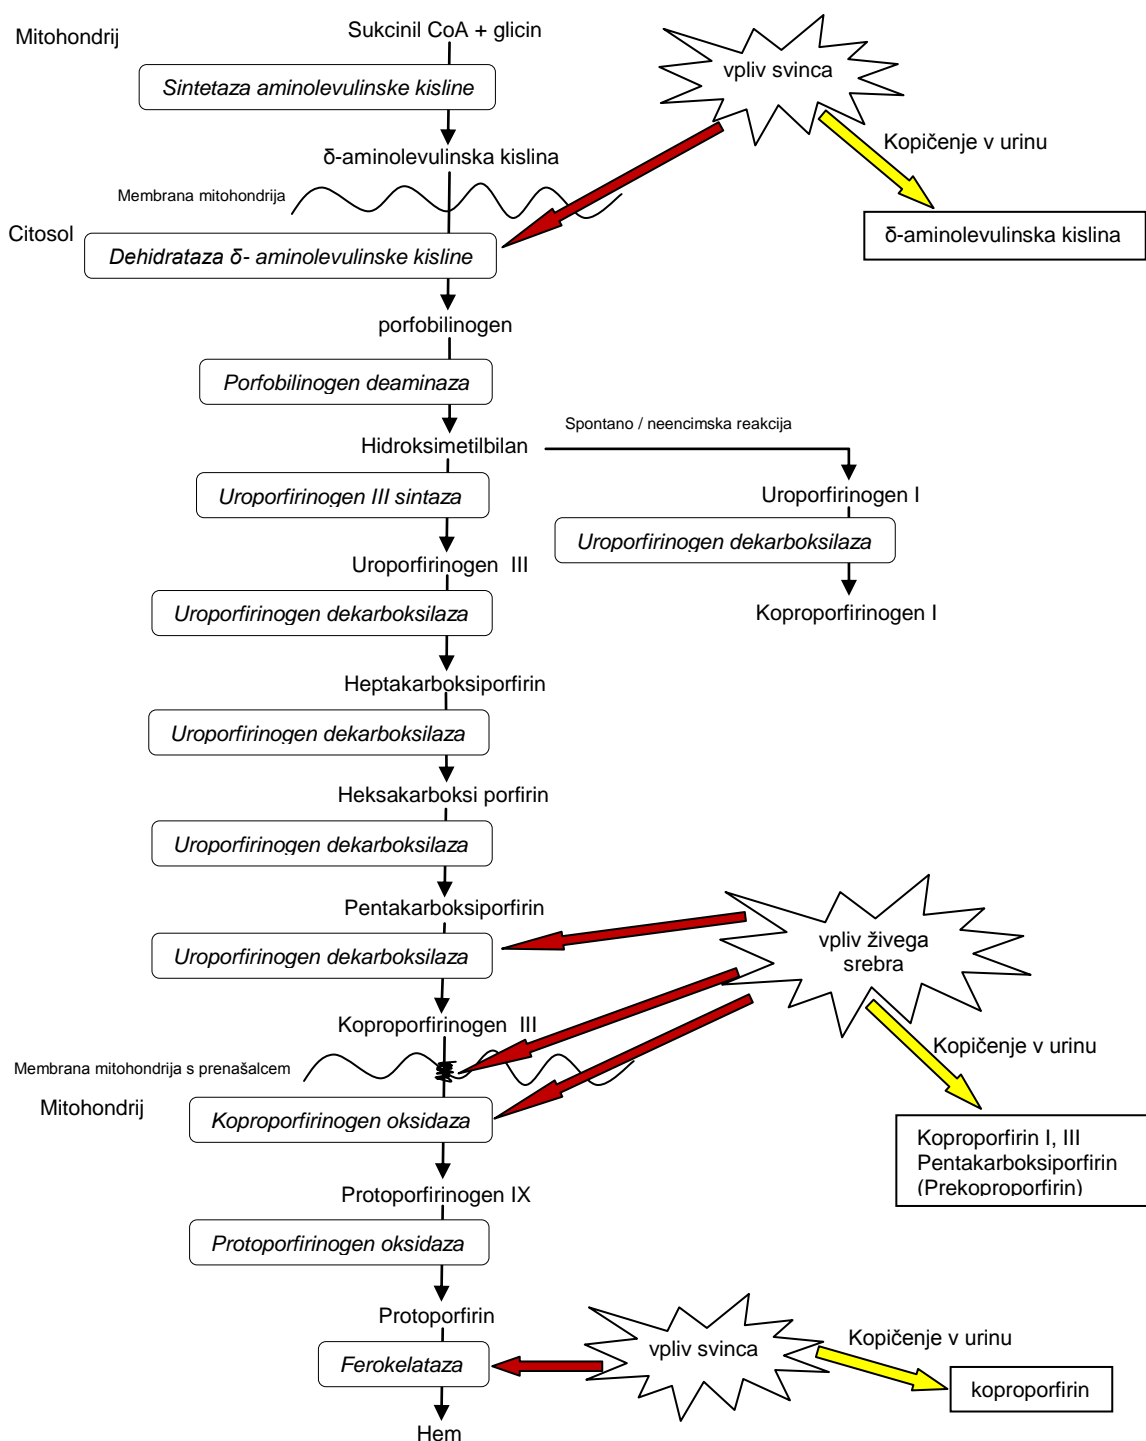 Mitohondrij
Sukcinil CoA + glicin
vpliv svinca
Sintetaza aminolevulinske kisline
Kopičenje v urinu
δ-aminolevulinska kislina
Membrana mitohondrija
δ-aminolevulinska kislina
Citosol
Dehidrataza δ- aminolevulinske kisline
porfobilinogen
Porfobilinogen deaminaza
Spontano / neencimska reakcija
Hidroksimetilbilan
Uroporfirinogen III sintaza
Uroporfirinogen I
Uroporfirinogen dekarboksilaza
Uroporfirinogen III
Uroporfirinogen dekarboksilaza
Koproporfirinogen I
Heptakarboksiporfirin
Uroporfirinogen dekarboksilaza
Heksakarboksi porfirin
Uroporfirinogen dekarboksilaza
Pentakarboksiporfirin
vpliv živega
srebra
Uroporfirinogen dekarboksilaza
Koproporfirinogen III
Kopičenje v urinu
Membrana mitohondrija s prenašalcem
Mitohondrij
Koproporfirinogen oksidaza
Koproporfirin I, III
Pentakarboksiporfirin
(Prekoproporfirin)
Protoporfirinogen IX
Protoporfirinogen oksidaza
Protoporfirin
vpliv svinca
Kopičenje v urinu
Ferokelataza
koproporfirin
Hem